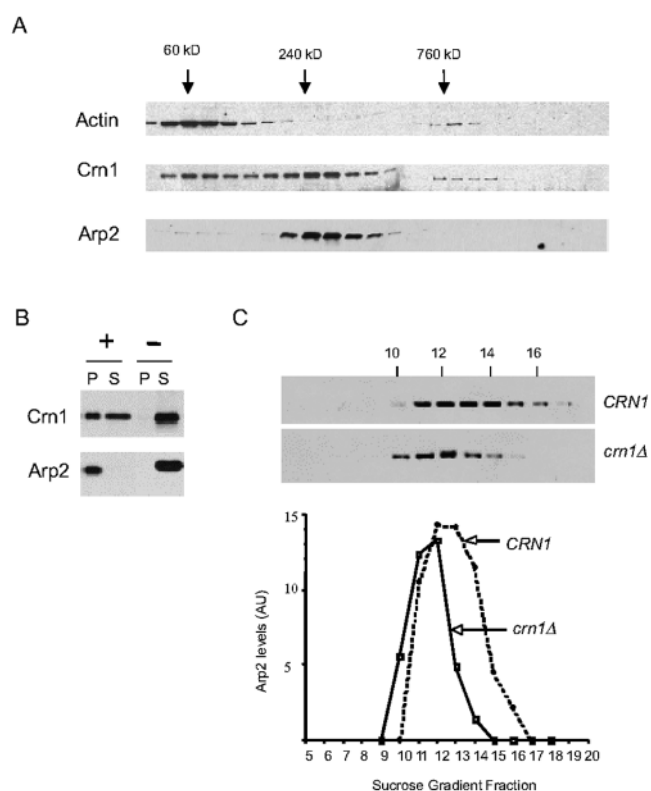 A
60 kD 240 kD 760 kD
Actin
Crn1
Arp2
B
+ -
P S P S
Crn1
Arp2
C
10 12 14 16
CRN1
crn1Δ
15
10
5
Arp2 levels (AU)
CRN1
crn1Δ
5 6 7 8 9 10 11 12 13 14 15 16 17 18 19 20
Sucrose Gradient Fraction